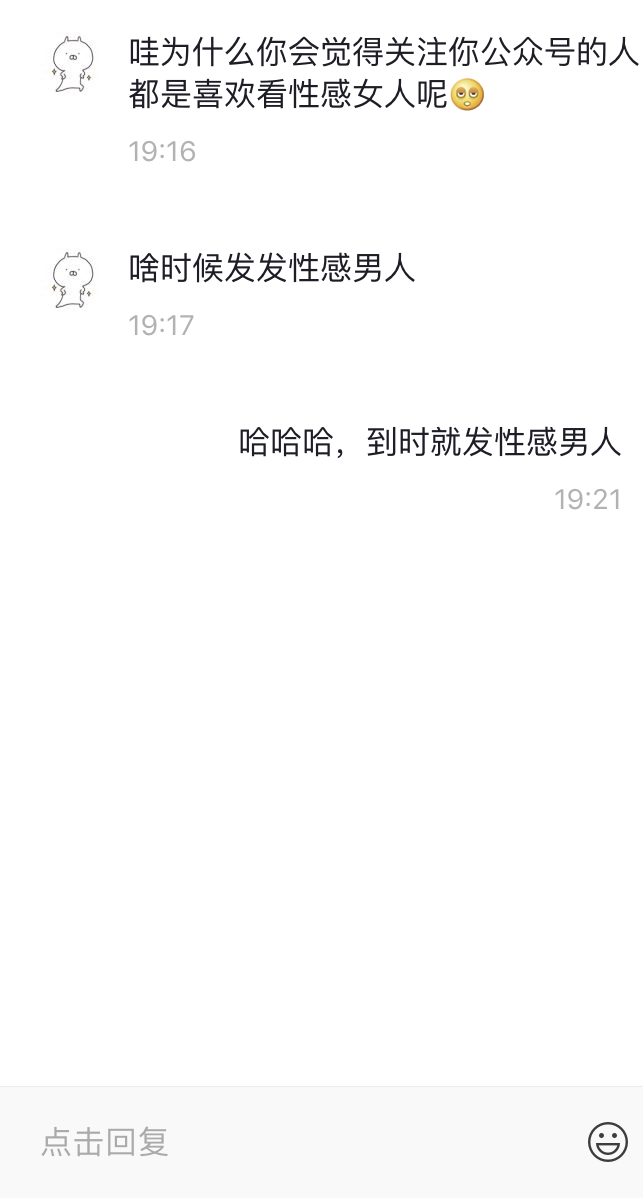 哇为什么你会觉得关注你公众号的人
都是喜欢看性感女人呢🙄
19:16
啥时候发发性感男人
19:17
哈哈哈，到时就发性感男人
19:21
点击回复